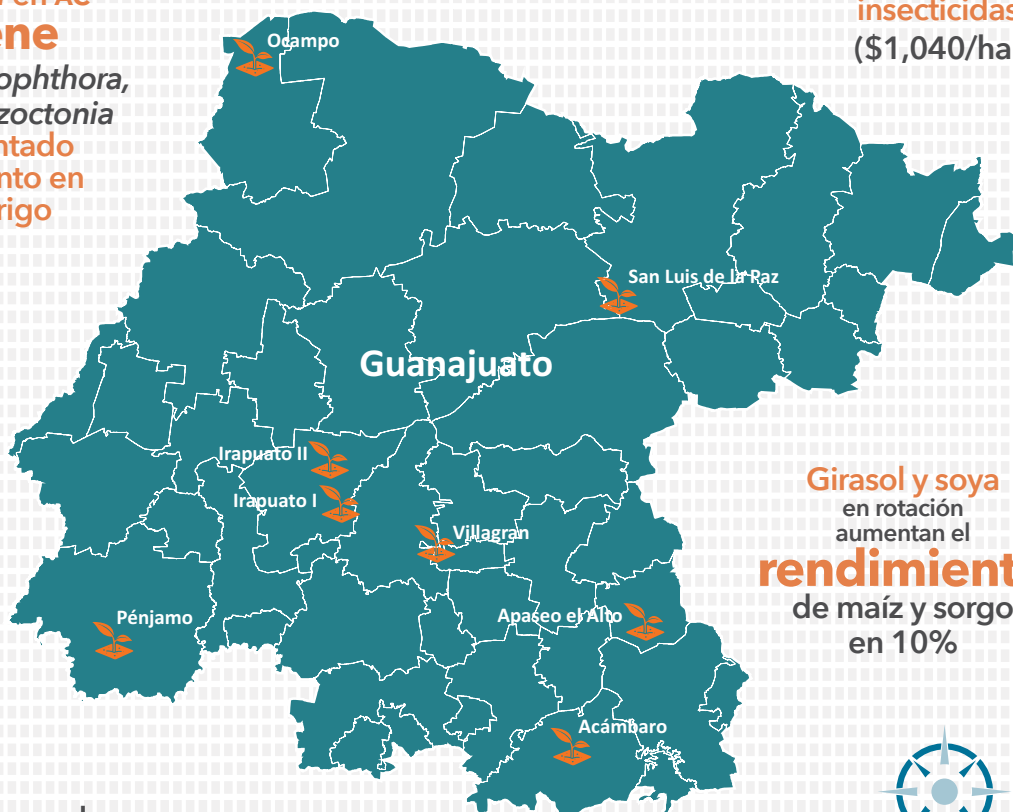 en AC
ene
ophthora,
zoctonia
ntado
nto en
rigo
insecticidas
($1,040/ha
Ocampo
San Luis de la Paz
Guanajuato
Irapuato II
Irapuato I
Villagran
Girasol y soya
en rotación
aumentan el
rendimient
de maíz y sorgo
en 10%
Apaseo el Alto
Pénjamo
Acámbaro